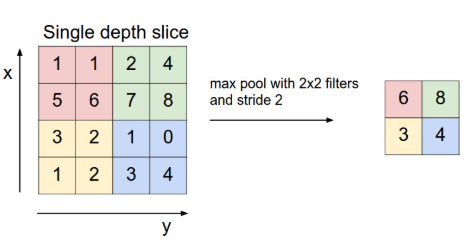 Single depth slice
x
1 1 2 4
5 6 7 8
3 2 1 0
1 2 3 4
y
max pool with 2x2 filters
and stride 2
6 8
3 4